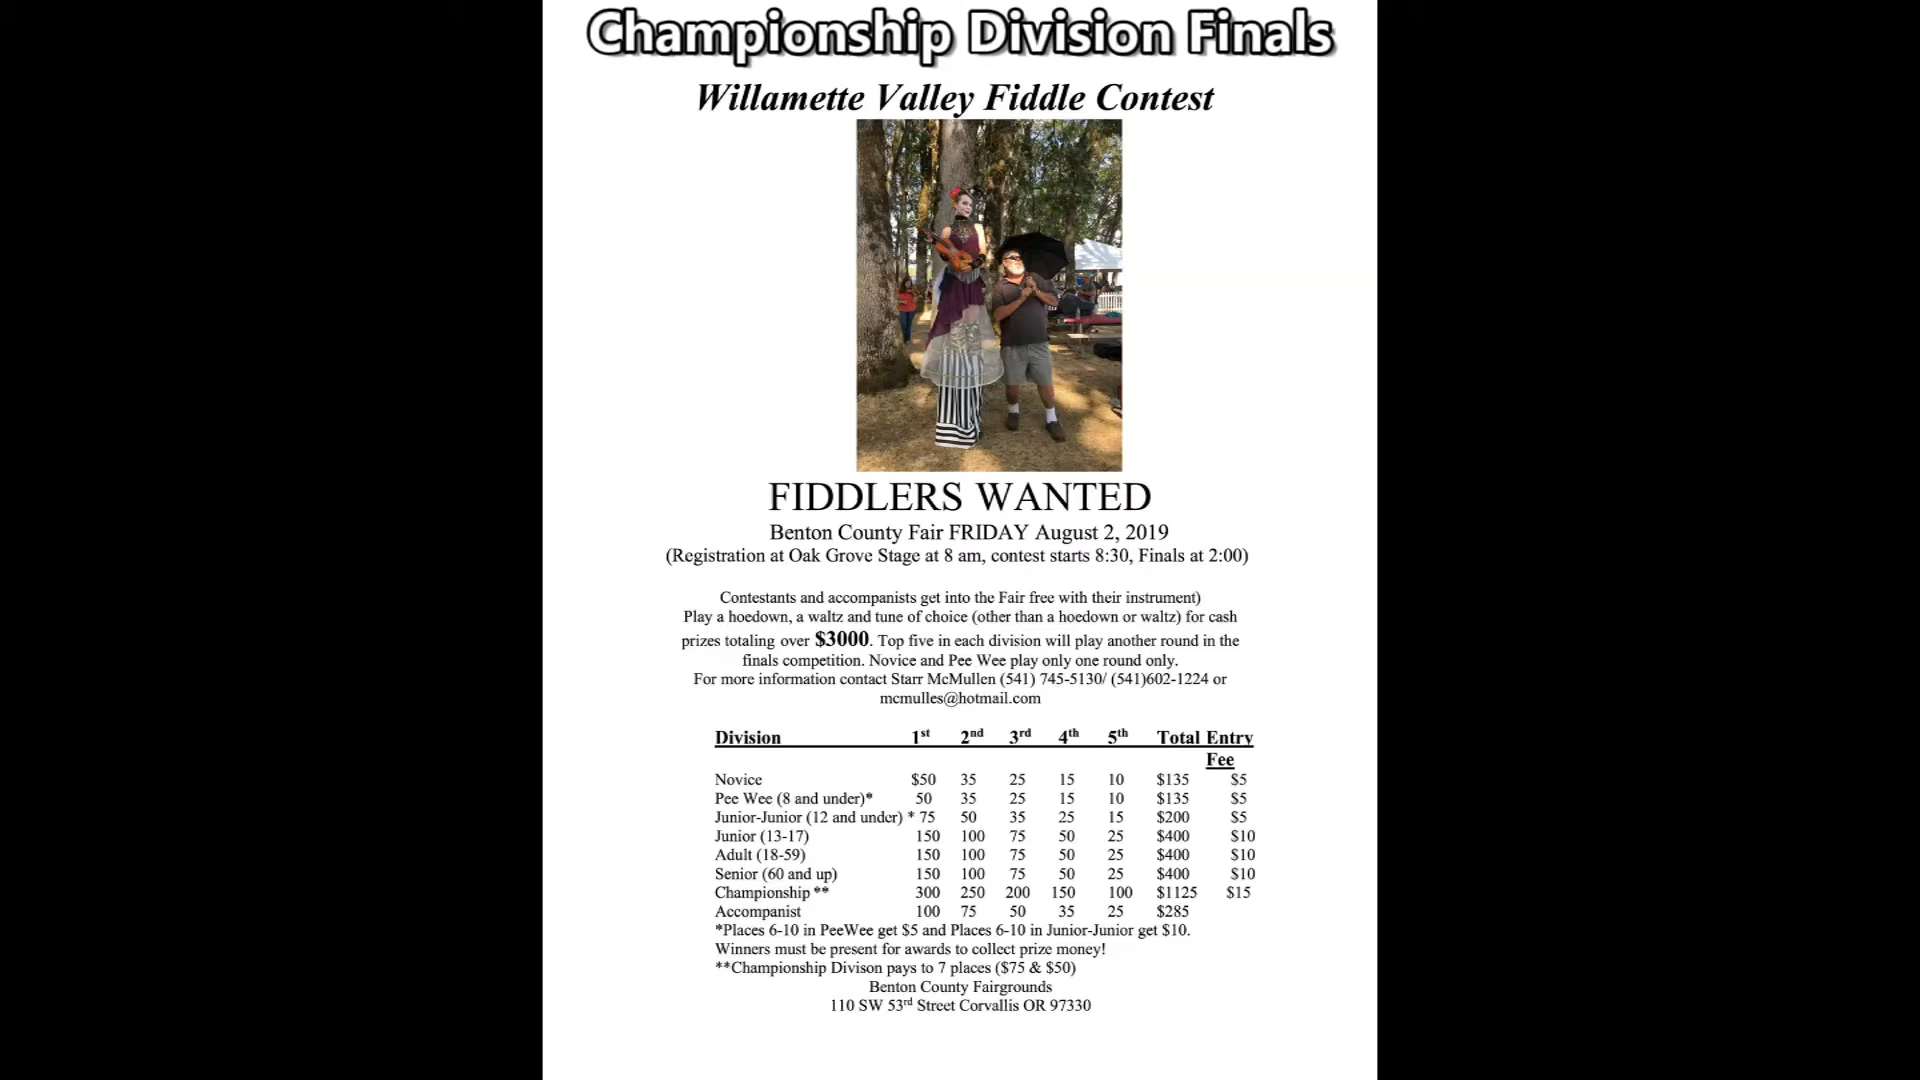 Championship Division Finals
Willamette Valley Fiddle Contest
FIDDLERS WANTED
Benton County Fair FRIDAY August 2, 2019
(Registration at Oak Grove Stage at 8 am, contest starts 8:30, Finals at 2:00)
Contestants and accompanists get into the Fair free with their instrument)
Play a hoedown, a waltz and tune of choice (other than a hoedown or waltz) for cash
prizes totaling over $3000. Top five in each division will play another round in the
finals competition. Novice and Pee Wee play only one round only.
For more information contact Starr McMullen (541) 745-5130/ (541)602-1224 or
mcmulles@hotmail.com
Division 1st 2nd 3rd 4th 5th Total Entry
Fee
Novice $50 35 25 15 10 $135 $5
Pee Wee (8 and under)* 50 35 25 15 10 $135 $5
Junior-Junior (12 and under) * 75 50 35 25 15 $200 $5
Junior (13-17) 150 100 75 50 25 $400 $10
Adult (18-59) 150 100 75 50 25 $400 $10
Senior (60 and up) 150 100 75 50 25 $400 $10
Championship ** 300 250 200 150 100 $1125 $15
Accompanist 100 75 50 35 25 $285
*Places 6-10 in PeeWee get $5 and Places 6-10 in Junior-Junior get $10.
Winners must be present for awards to collect prize money!
**Championship Divison pays to 7 places ($75 & $50)
Benton County Fairgrounds
110 SW 53rd Street Corvallis OR 97330